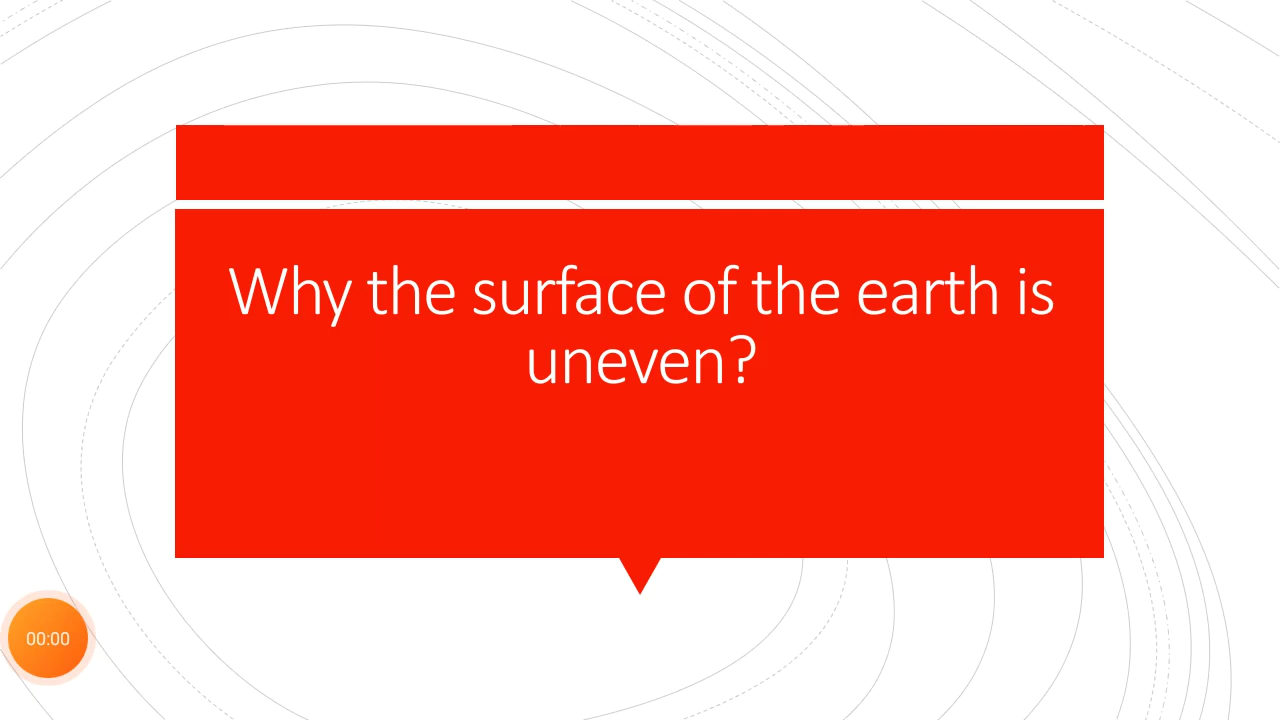 Why the surface of the earth is
uneven?
00:00